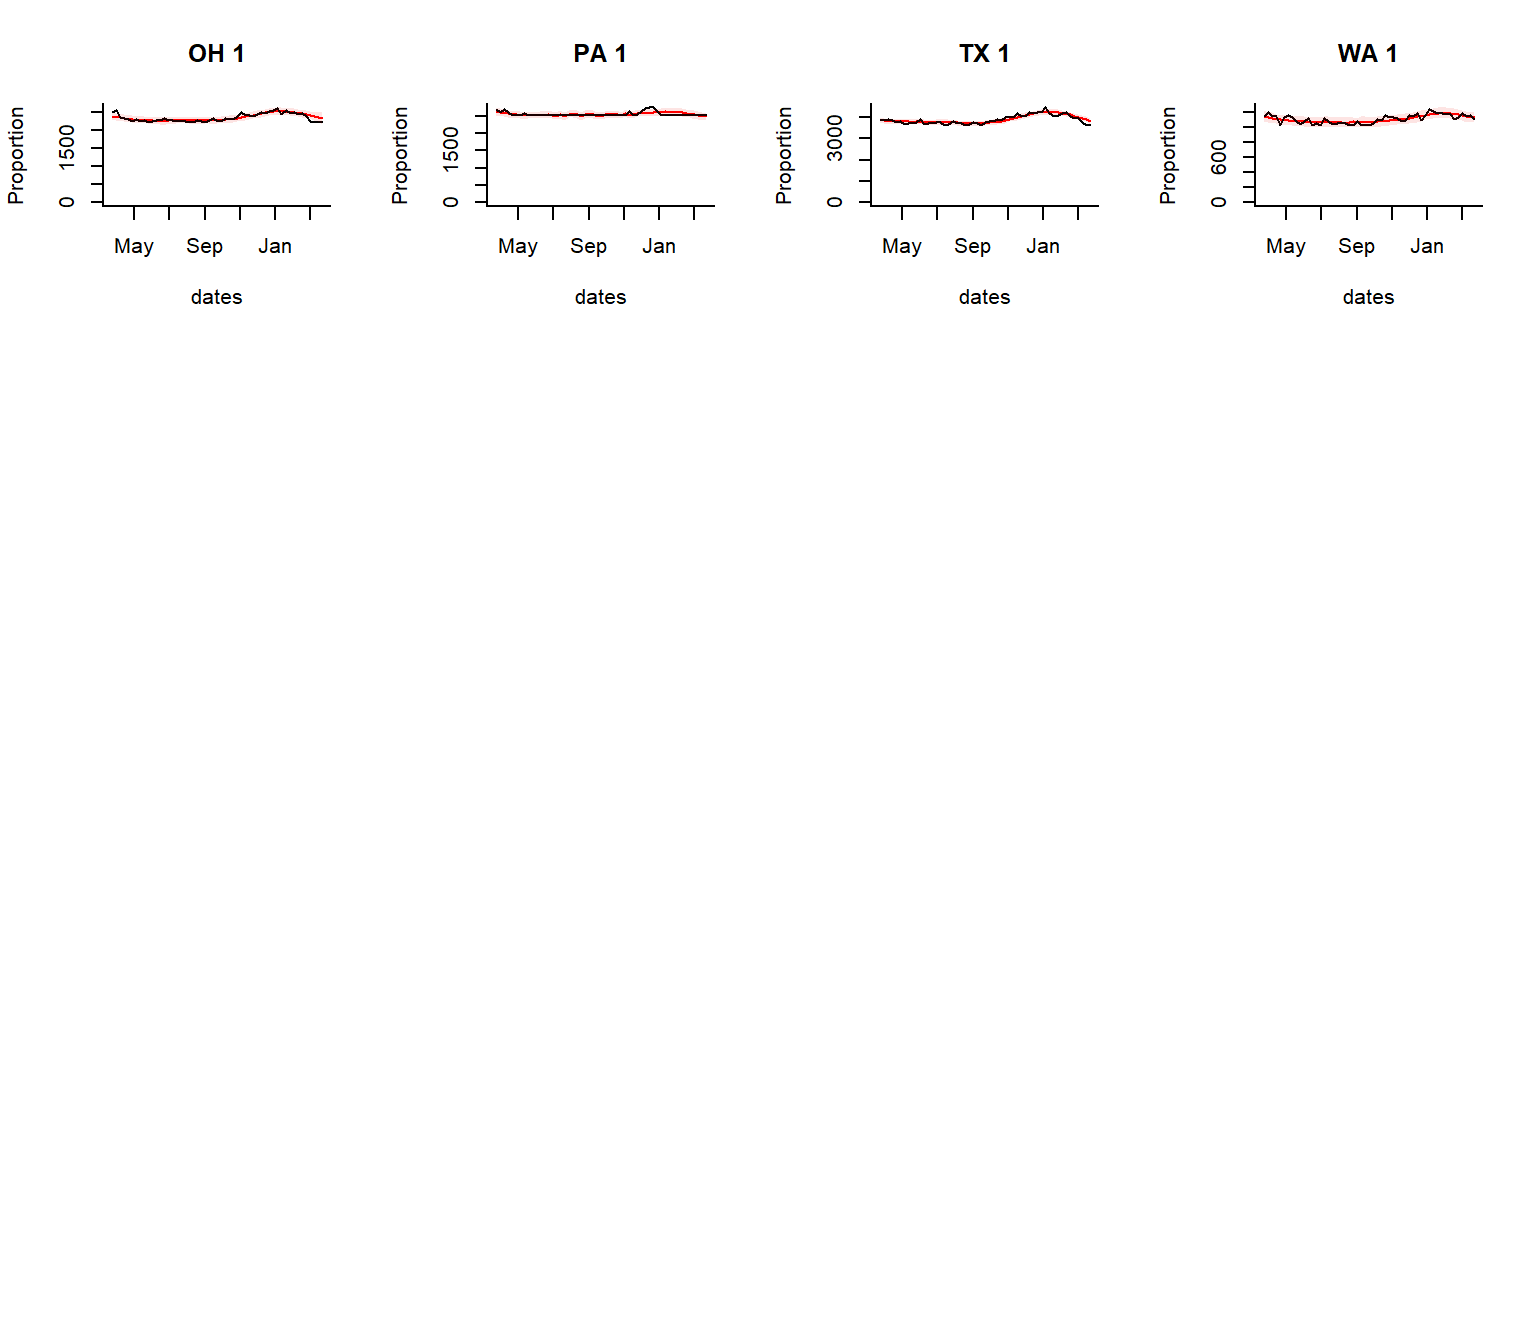 OH 1
Proportion
0
1500
May Sep Jan
dates
PA 1
Proportion
0
1500
May Sep Jan
dates
TX 1
Proportion
0
3000
May Sep Jan
dates
WA 1
Proportion
0
600
May Sep Jan
dates